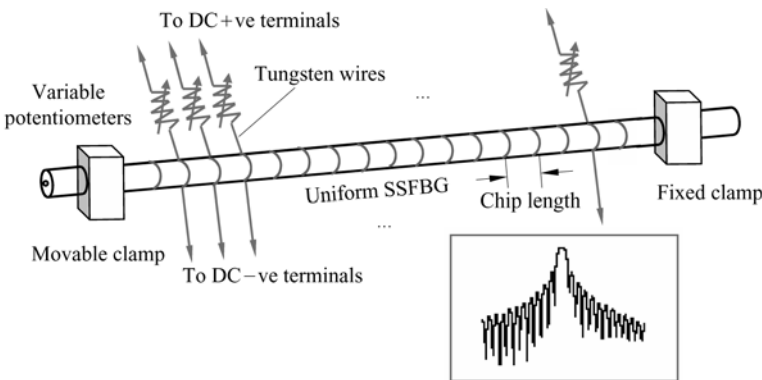 To DC+ve terminals
Tungsten wires
...
Variable
potentiometers
Uniform SSFBG
Chip length
Fixed clamp
Movable clamp
...
To DC−ve terminals